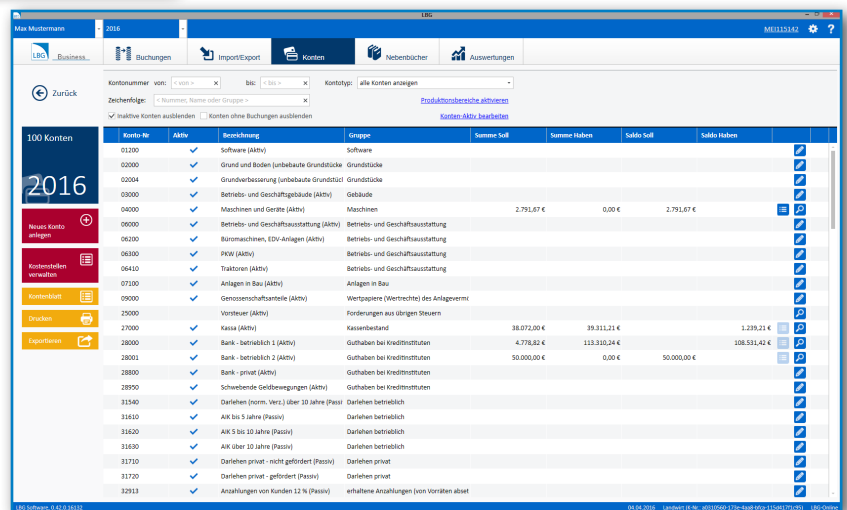 LBG
Max Mustermann 2016 MEI115142 ?
LBG Business Buchungen Import/Export Konten Nebenbücher Auswertungen
Zurück
Kontonummer von: < von > x bis: < bis > x Kontotyp: alle Konten anzeigen
Zeichenfolge: < Nummer, Name oder Gruppe > x Produktionsbereiche aktivieren
Inaktive Konten ausblenden Konten ohne Buchungen ausblenden Konten-Aktiv bearbeiten
100 Konten
2016
Neues Konto anlegen
Kostenstellen verwalten
Kontenblatt
Drucken
Exportieren
Konto-Nr Aktiv Bezeichnung Gruppe Summe Soll Summe Haben Saldo Soll Saldo Haben
01200 Software (Aktiv) Software
02000 Grund und Boden (unbebaute Grundstücke Grundstücke
02004 Grundverbesserung (unbebaute Grundstücl Grundstücke
03000 Betriebs- und Geschäftsgebäude (Aktiv) Gebäude
04000 Maschinen und Geräte (Aktiv) Maschinen 2.791,67 € 0,00 € 2.791,67 €
06000 Betriebs- und Geschäftsausstattung (Aktiv) Betriebs- und Geschäftsausstattung
06200 Büromaschinen, EDV-Anlagen (Aktiv) Betriebs- und Geschäftsausstattung
06300 PKW (Aktiv) Betriebs- und Geschäftsausstattung
06410 Traktoren (Aktiv) Betriebs- und Geschäftsausstattung
07100 Anlagen in Bau (Aktiv) Anlagen in Bau
09000 Genossenschaftsanteile (Aktiv) Wertpapiere (Wertrechte) des Anlagevermö
25000 Vorsteuer (Aktiv) Forderungen aus übrigen Steuern
27000 Kassa (Aktiv) Kassenbestand 38.072,00 € 39.311,21 € 1.239,21 €
28000 Bank - betrieblich 1 (Aktiv) Guthaben bei Kreditinstituten 4.778,82 € 113.310,24 € 108.531,42 €
28001 Bank - betrieblich 2 (Aktiv) Guthaben bei Kreditinstituten 50.000,00 € 0,00 € 50.000,00 €
28800 Bank - privat (Aktiv) Guthaben bei Kreditinstituten
28950 Schwebende Geldbewegungen (Aktiv) Guthaben bei Kreditinstituten
31540 Darlehen (norm. Verz.) über 10 Jahre (Passi Darlehen betrieblich
31610 AIK bis 5 Jahre (Passiv) Darlehen betrieblich
31620 AIK 5 bis 10 Jahre (Passiv) Darlehen betrieblich
31630 AIK über 10 Jahre (Passiv) Darlehen betrieblich
31710 Darlehen privat - nicht gefördert (Passiv) Darlehen privat
31720 Darlehen privat - gefördert (Passiv) Darlehen privat
32913 Anzahlungen von Kunden 12 % (Passiv) erhaltene Anzahlungen (von Vorräten abset
LBG Software, 0.42.0.16132 04.04.2016 Landwirt (K-Nr: LBG-Online